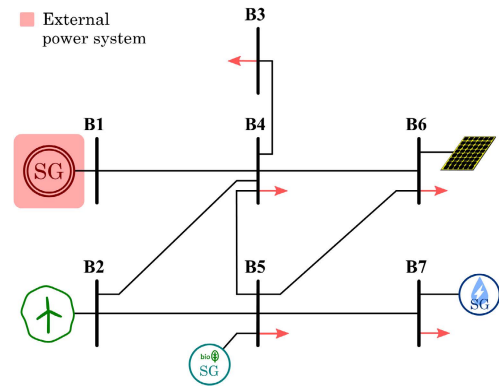 External
power system
B3
B1
B4
B6
SG
B2
B5
B7
SG
bio
SG